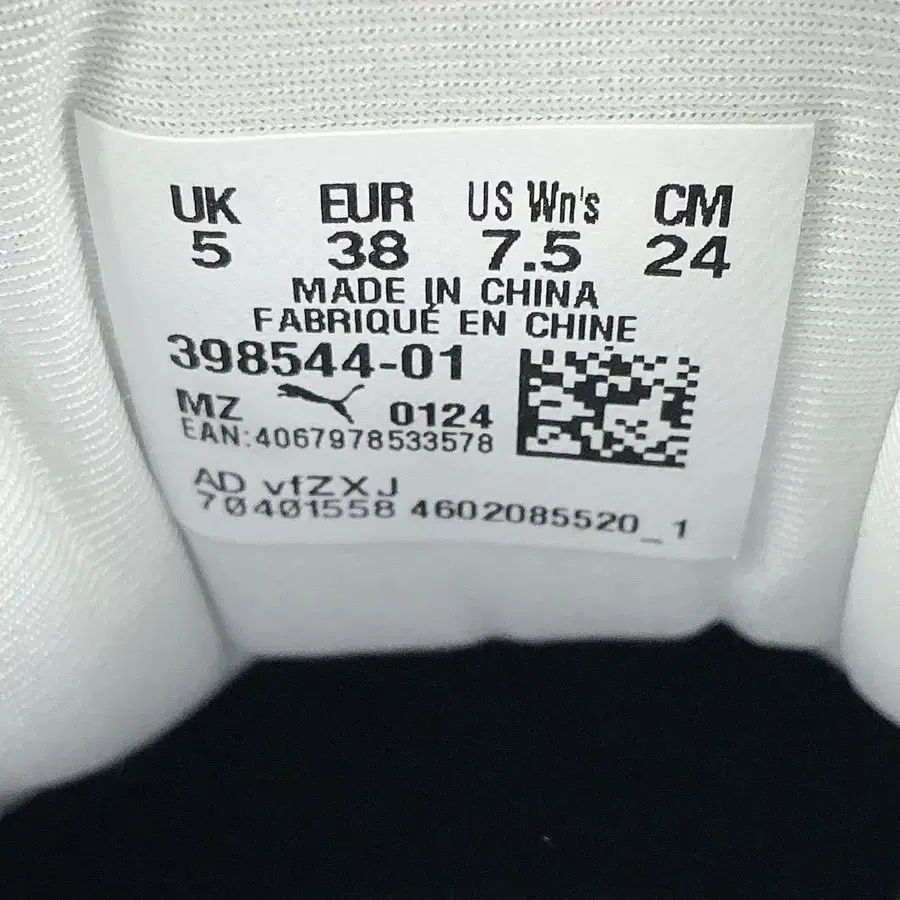 UK EUR US Wn's CM
5 38 7.5 24
MADE IN CHINA
FABRIQUÉ EN CHINE
398544-01
MZ 0124
EAN:4067978533578
AD vfZXJ
70401558 4602085520_1